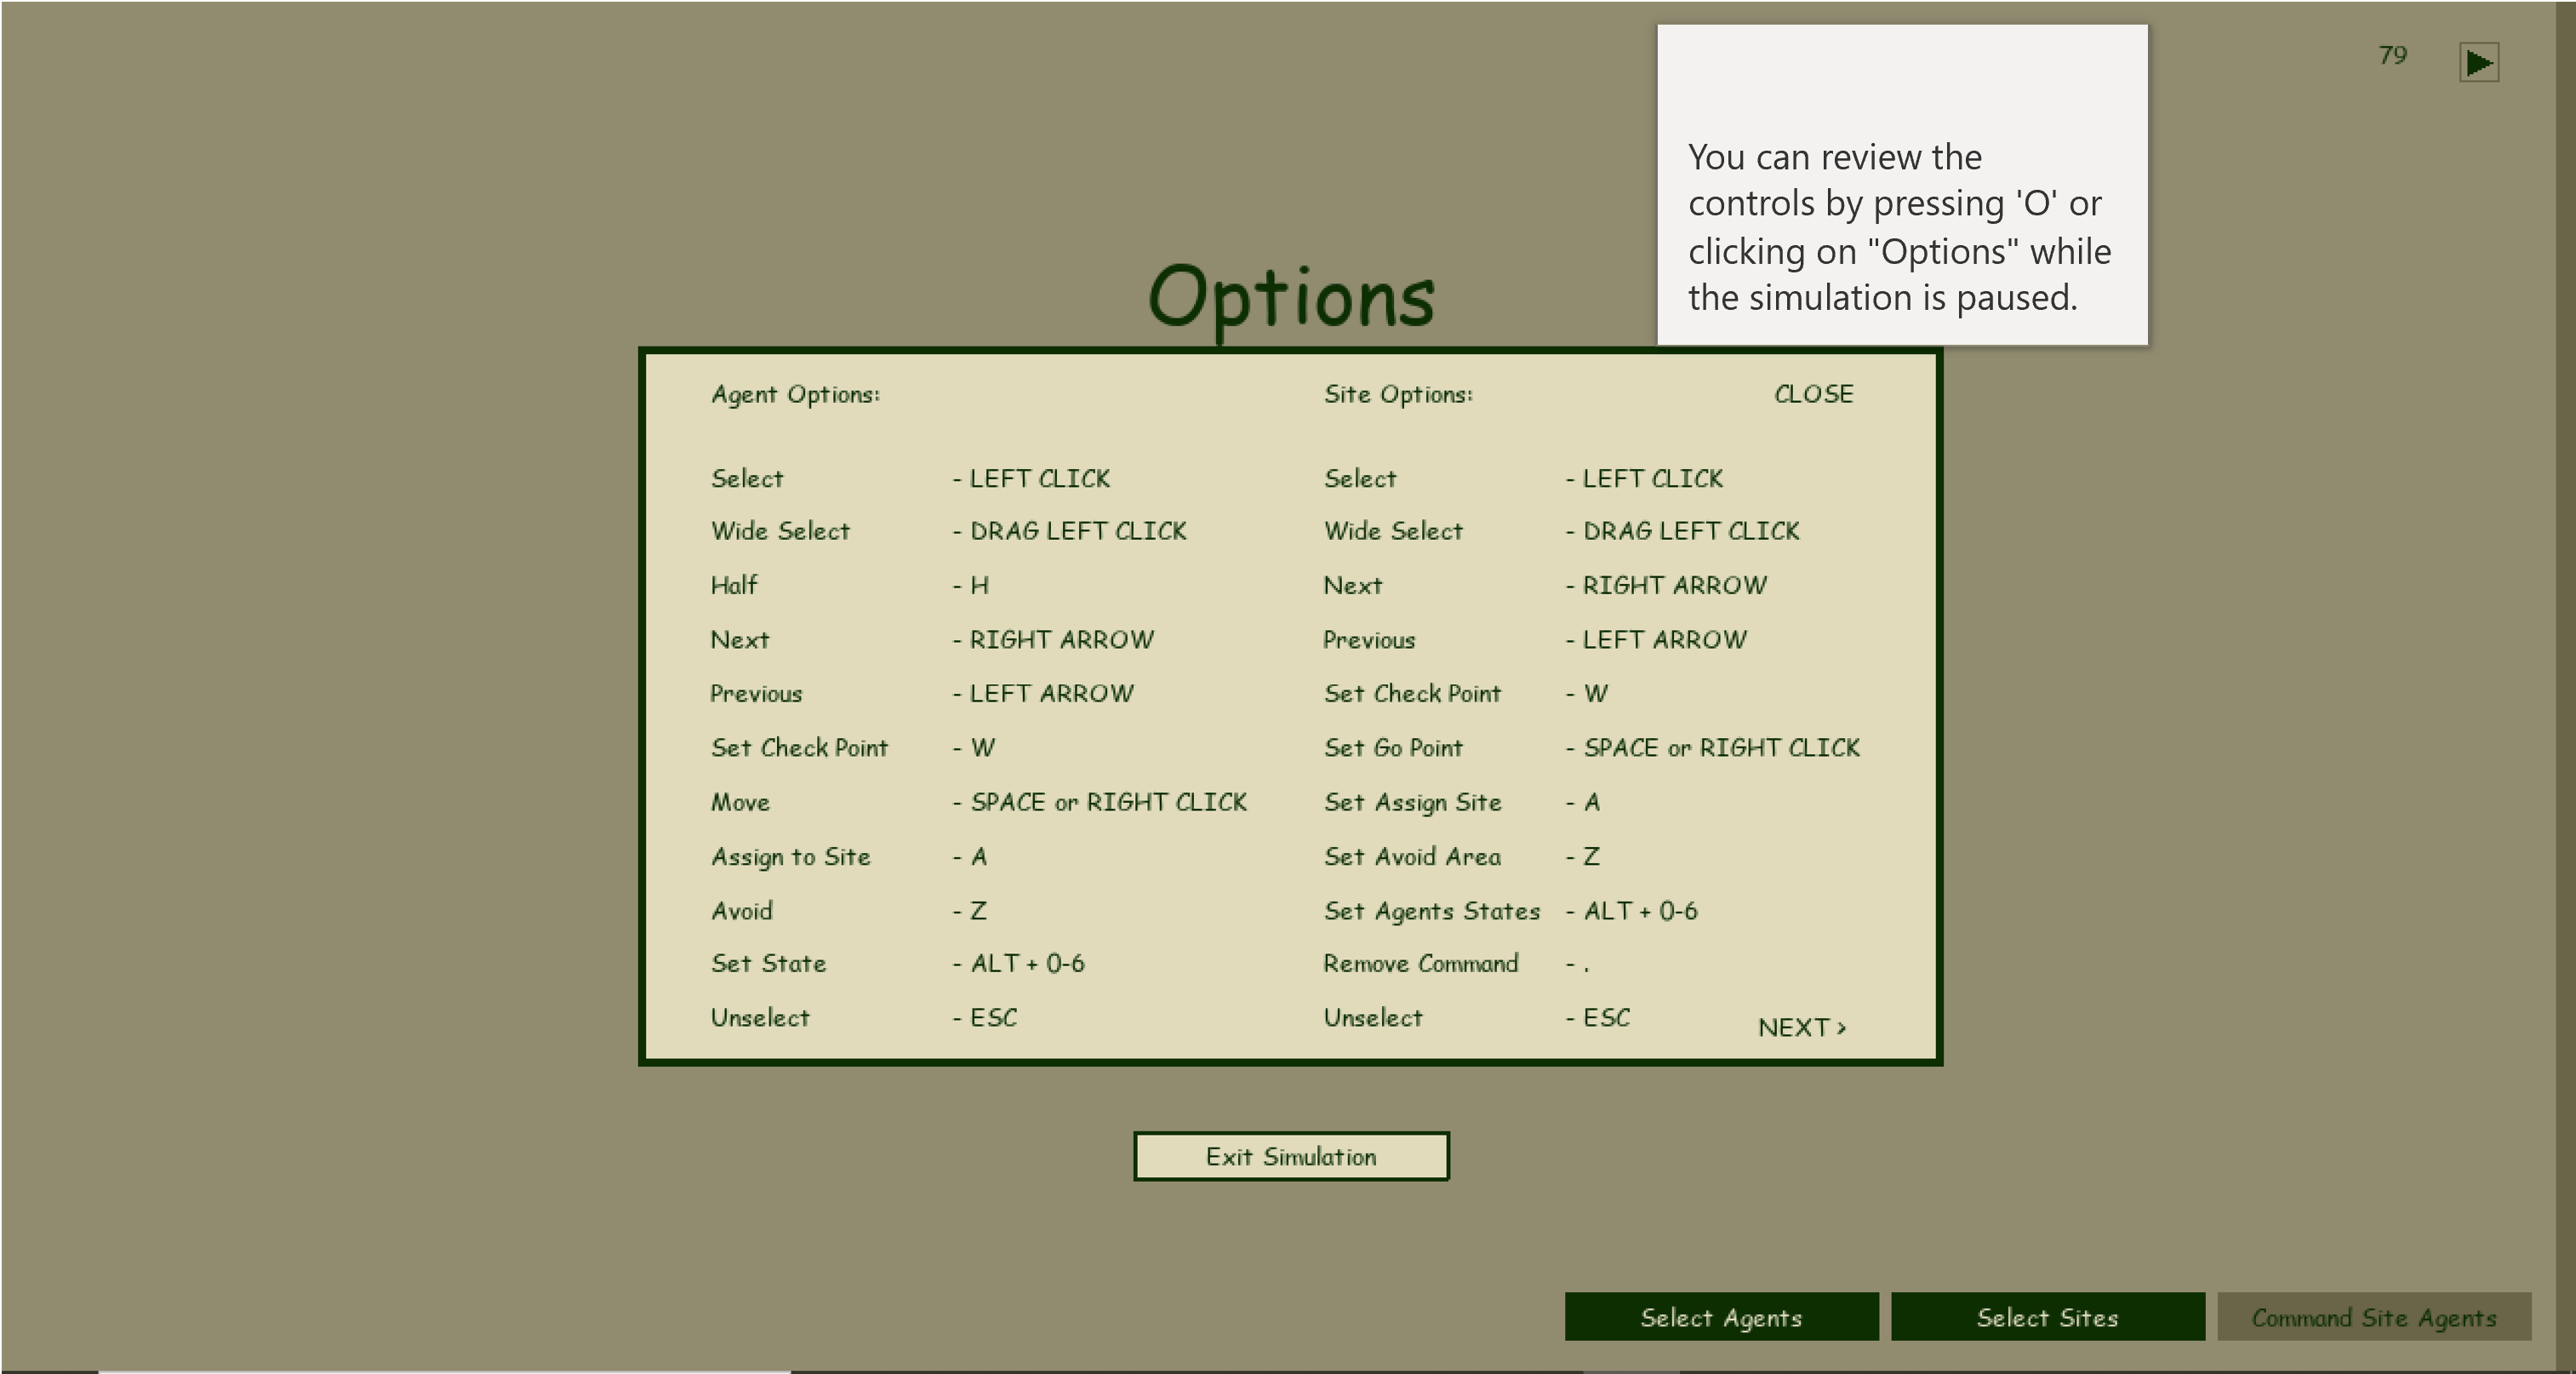 79
You can review the
controls by pressing 'O' or
clicking on "Options" while
the simulation is paused.
Options
Agent Options:
Select - LEFT CLICK
Wide Select - DRAG LEFT CLICK
Half - H
Next - RIGHT ARROW
Previous - LEFT ARROW
Set Check Point - W
Move - SPACE or RIGHT CLICK
Assign to Site - A
Avoid - Z
Set State - ALT + 0-6
Unselect - ESC
Site Options:
CLOSE
Select - LEFT CLICK
Wide Select - DRAG LEFT CLICK
Next - RIGHT ARROW
Previous - LEFT ARROW
Set Check Point - W
Set Go Point - SPACE or RIGHT CLICK
Set Assign Site - A
Set Avoid Area - Z
Set Agents States - ALT + 0-6
Remove Command - .
Unselect - ESC
NEXT >
Exit Simulation
Select Agents
Select Sites
Command Site Agents